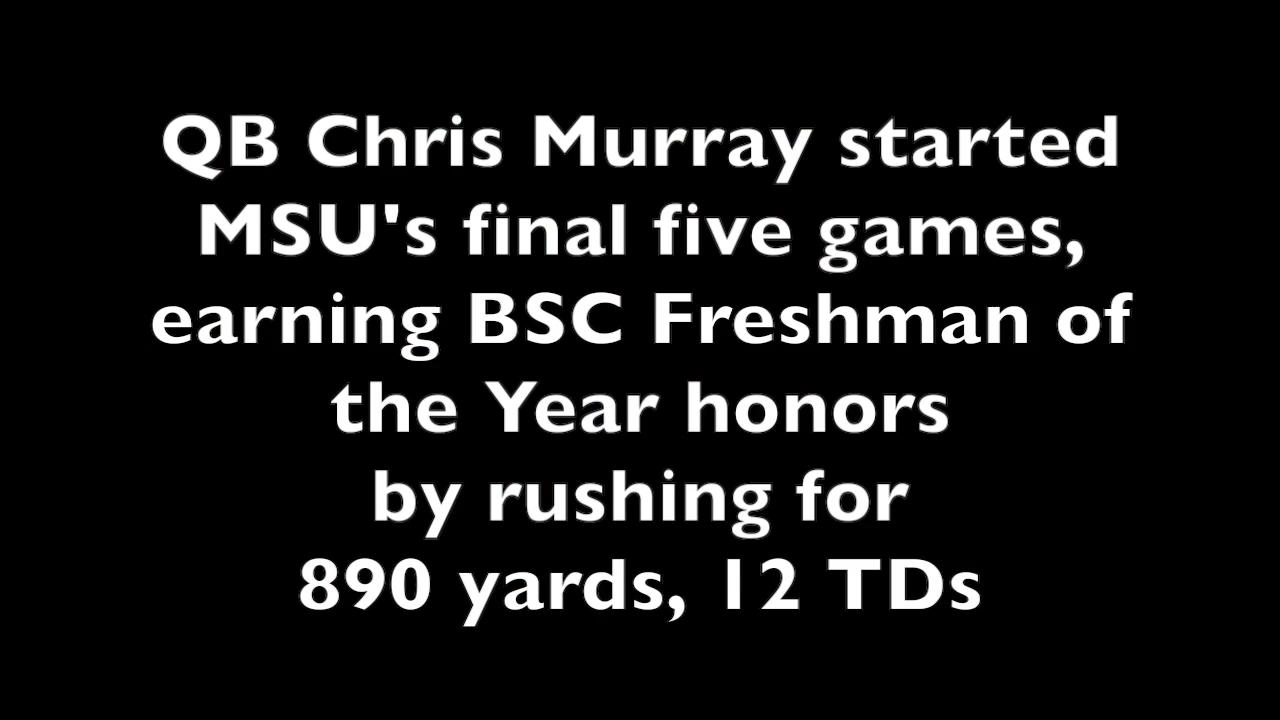 QB Chris Murray started
MSU's final five games,
earning BSC Freshman of
the Year honors
by rushing for
890 yards, 12 TDs